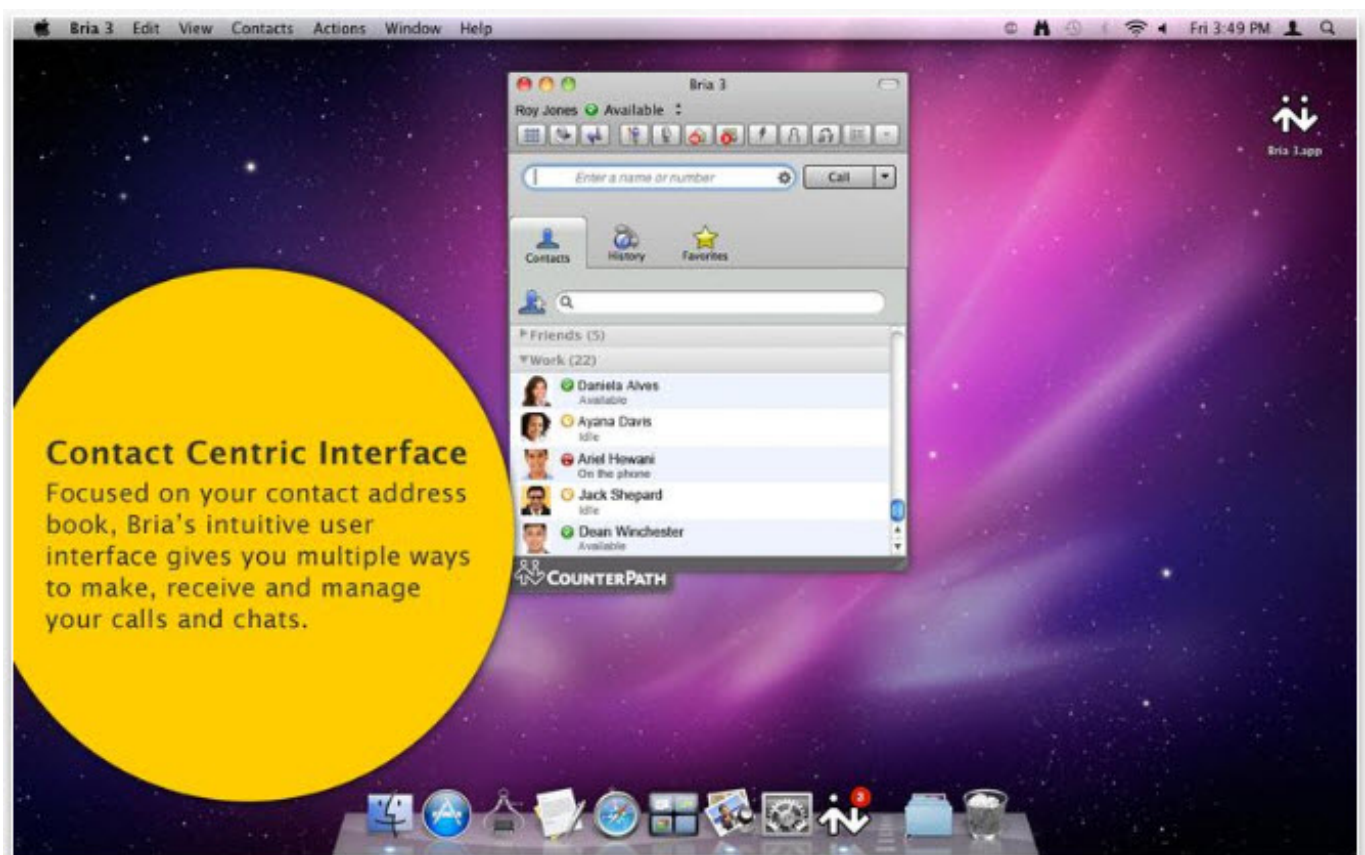 Bria 3 Edit View Contacts Actions Window Help
Fri 3:49 PM
Bria 3
Roy Jones Available
Enter a name or number
Call
Bria 3.app
Contacts History Favorites
Friends (5)
Work (22)
Daniela Alves
Available
Ayana Davis
Idle
Ariel Hewani
On the phone
Jack Shepard
Idle
Dean Winchester
Available
COUNTERPATH
Contact Centric Interface
Focused on your contact address
book, Bria's intuitive user
interface gives you multiple ways
to make, receive and manage
your calls and chats.